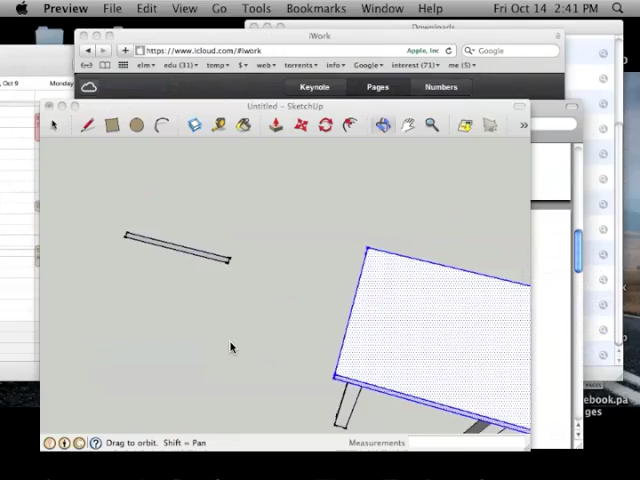 Preview File Edit View Go Tools Bookmarks Window Help Fri Oct 14 2:41 PM
Downloads
iWork
https://www.icloud.com/#iwork Apple, Inc Google
elm edu (31) temp $ web torrents info Google interest (71) me (5)
Oct 9 Monday
Keynote Pages Numbers
Untitled – SketchUp
»
PAGES
ebook.pa
ges
Drag to orbit. Shift = Pan Measurements